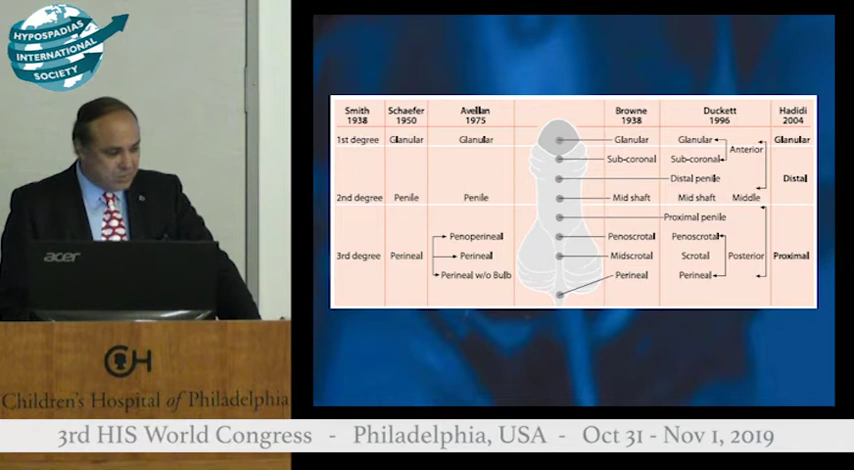 HYPOSPADIAS
INTERNATIONAL
SOCIETY
acer
CH
Children's Hospital of Philadelphia
Smith 1938 Schaefer 1950 Avellan 1975 Browne 1938 Duckett 1996 Hadidi 2004
1st degree Glanular Glanular Glanular Glanular Glanular
Anterior
Sub-coronal Sub-coronal
Distal penile Distal
2nd degree Penile Penile Mid shaft Mid shaft Middle
Proximal penile
Penoperineal Penoscrotal Penoscrotal
3rd degree Perineal Perineal Midscrotal Scrotal Posterior Proximal
Perineal w/o Bulb Perineal Perineal
3rd HIS World Congress - Philadelphia, USA - Oct 31 - Nov 1, 2019